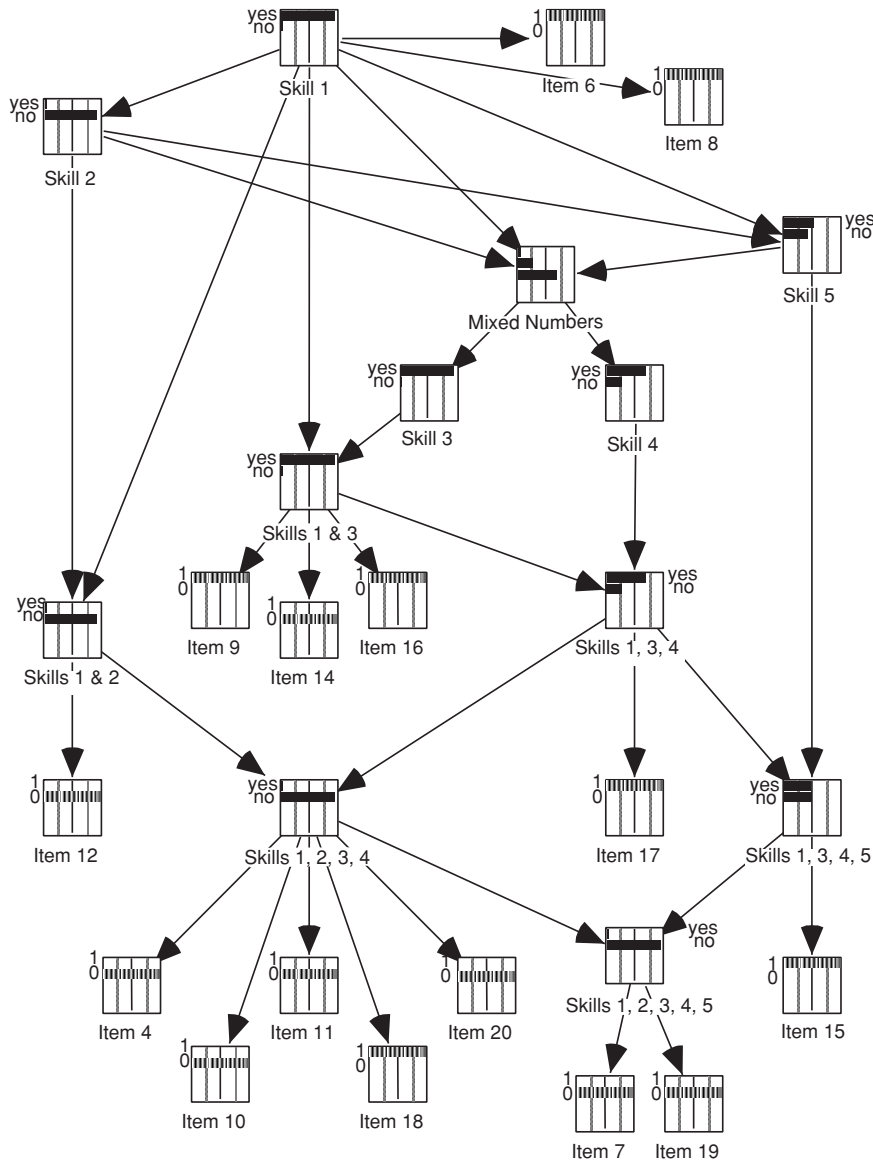 yes
no
Skill 1
1
0
Item 6
1
0
Item 8
yes
no
Skill 2
yes
no
Skill 5
Mixed Numbers
yes
no
Skill 3
yes
no
Skill 4
yes
no
Skills 1 & 3
1
0
Item 9
1
0
Item 14
1
0
Item 16
yes
no
Skills 1, 3, 4
yes
no
Skills 1 & 2
1
0
Item 12
yes
no
Skills 1, 2, 3, 4
1
0
Item 17
yes
no
Skills 1, 3, 4, 5
1
0
Item 4
1
0
Item 10
1
0
Item 11
1
0
Item 18
1
0
Item 20
yes
no
Skills 1, 2, 3, 4, 5
1
0
Item 15
1
0
Item 7
1
0
Item 19